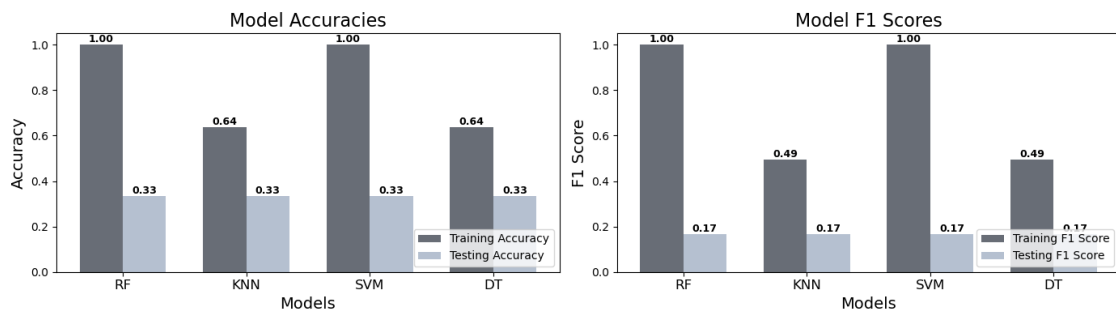 Model Accuracies
1.00
1.00
1.0
0.8
0.64
0.64
0.6
Accuracy
0.4
0.33
0.33
0.33
0.33
0.2
Training Accuracy
Testing Accuracy
0.0
RF
KNN
SVM
DT
Models
Model F1 Scores
1.00
1.00
1.0
0.8
0.6
0.49
0.49
F1 Score
0.4
0.2
0.17
0.17
0.17
0.17
Training F1 Score
Testing F1 Score
0.0
RF
KNN
SVM
DT
Models